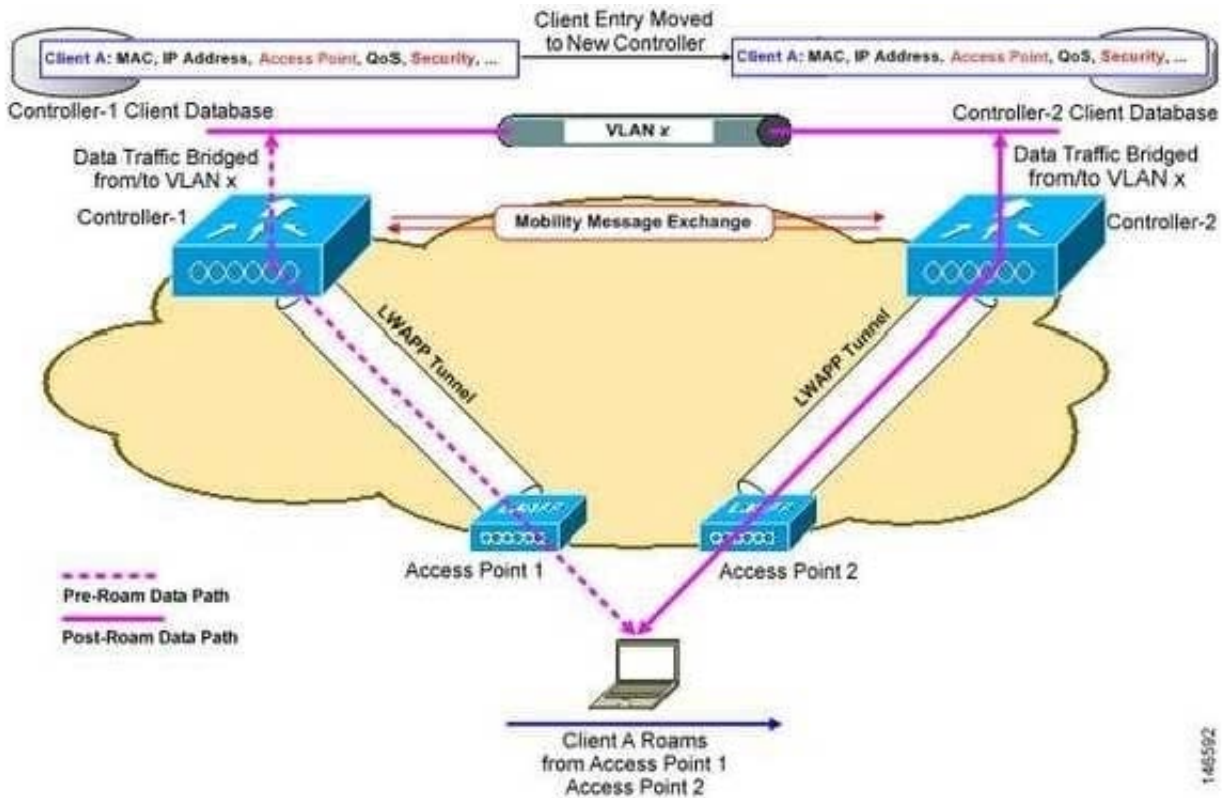 Client Entry Moved
to New Controller
Client A: MAC, IP Address, Access Point, QoS, Security, ...
Client A: MAC, IP Address, Access Point, QoS, Security, ...
Controller-1 Client Database
Controller-2 Client Database
VLAN x
Data Traffic Bridged
from/to VLAN x
Data Traffic Bridged
from/to VLAN x
Controller-1
Mobility Message Exchange
Controller-2
LWAPP Tunnel
LWAPP Tunnel
LWAPP
LWAPP
Access Point 1
Access Point 2
Pre-Roam Data Path
Post-Roam Data Path
Client A Roams
from Access Point 1
Access Point 2
146592